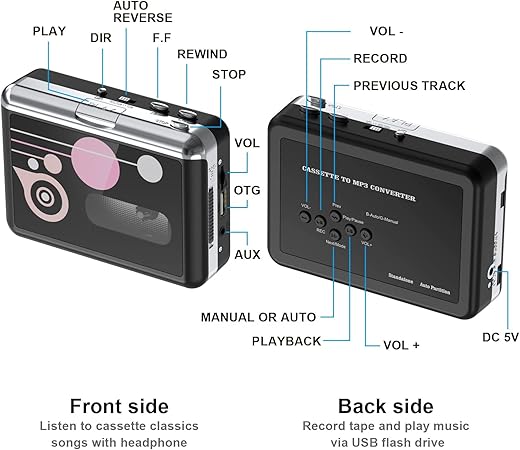 AUTO
REVERSE
PLAY
DIR
F.F
REWIND
STOP
VOL
OTG
AUX
VOL -
RECORD
PREVIOUS TRACK
CASSETTE TO MP3 CONVERTER
Prev
B-Auto/G-Manual
VOL-
Play/Pause
REC
VOL+
Next/Mode
Standalone
Auto Partition
MANUAL OR AUTO
PLAYBACK
VOL +
DC 5V
Front side
Listen to cassette classics
songs with headphone
Back side
Record tape and play music
via USB flash drive